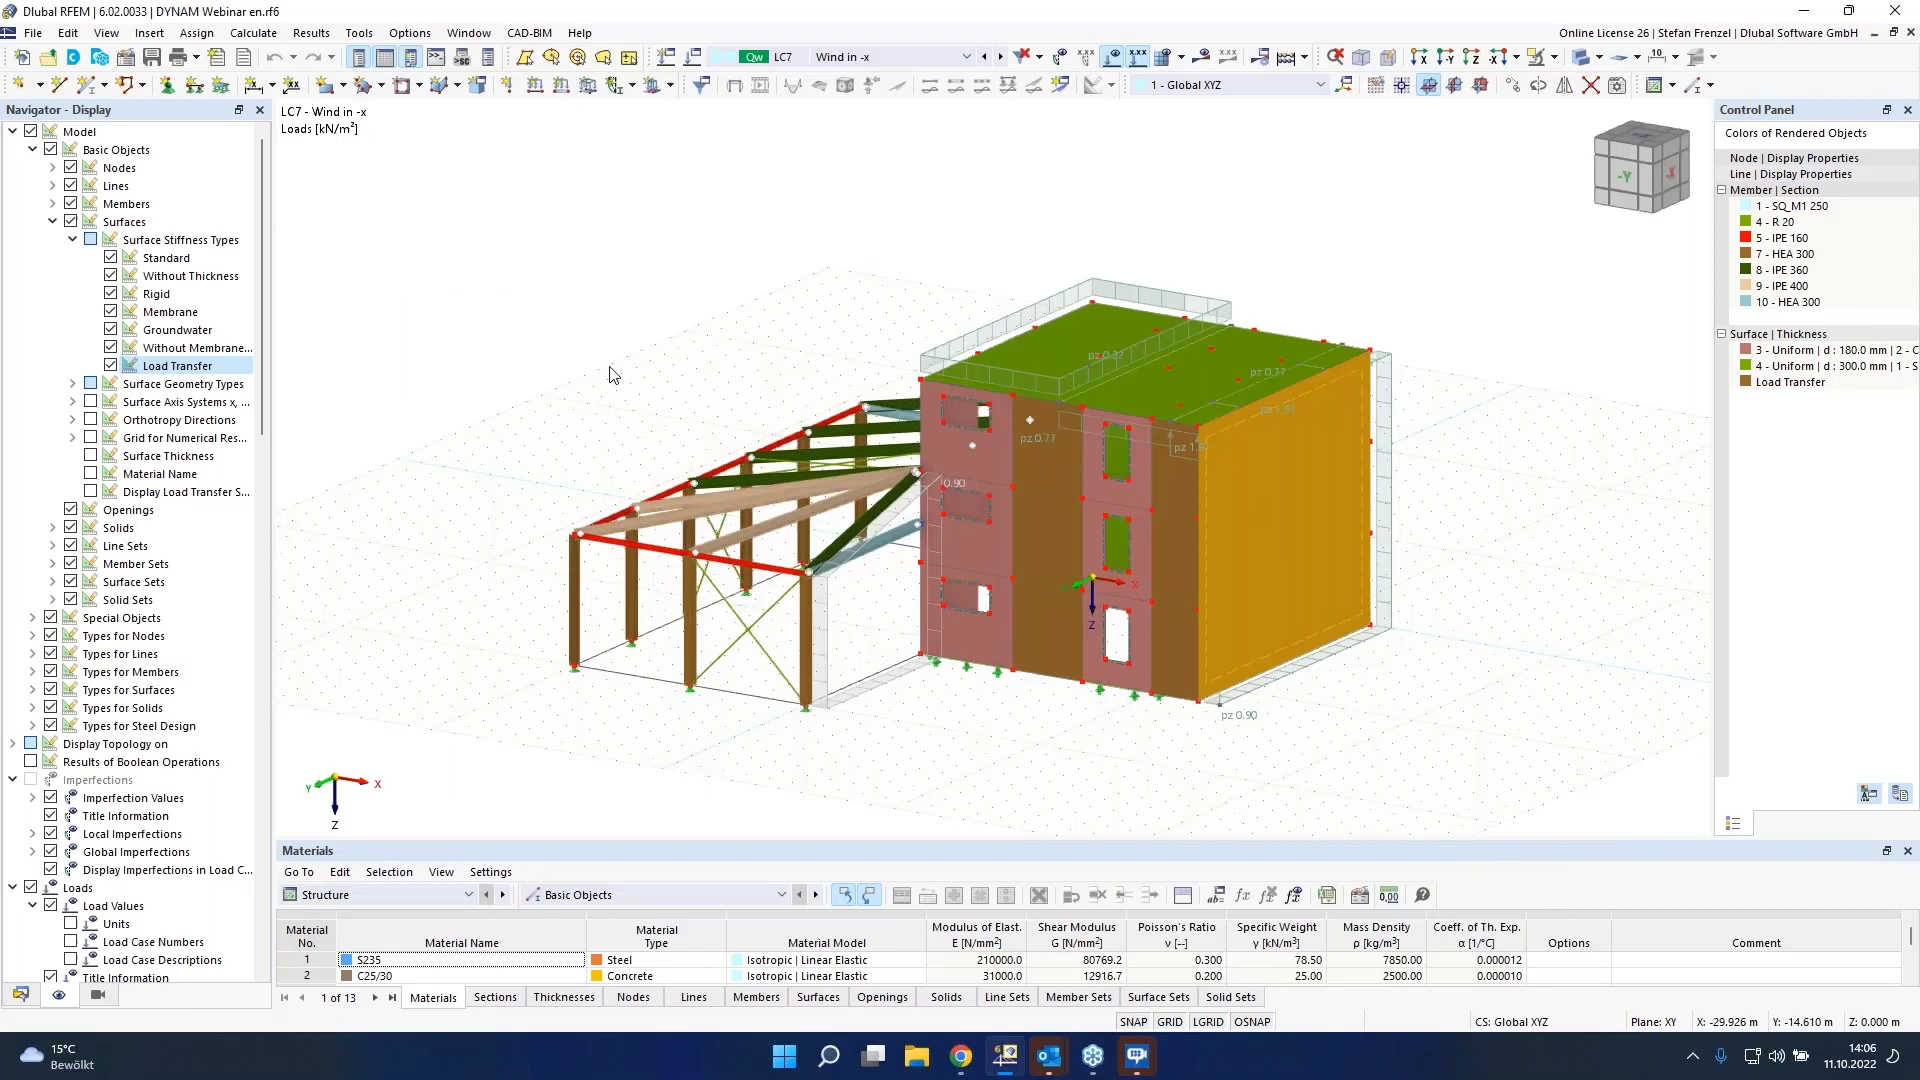 Dlubal RFEM | 6.02.0033 | DYNAM Webinar en.rf6
File Edit View Insert Assign Calculate Results Tools Options Window CAD-BIM Help
Online License 26 | Stefan Frenzel | Dlubal Software GmbH
Qw LC7 Wind in -x
1 - Global XYZ
Navigator - Display
Model
Basic Objects
Nodes
Lines
Members
Surfaces
Surface Stiffness Types
Standard
Without Thickness
Rigid
Membrane
Groundwater
Without Membrane...
Load Transfer
Surface Geometry Types
Surface Axis Systems x, ...
Orthotropy Directions
Grid for Numerical Res...
Surface Thickness
Material Name
Display Load Transfer S...
Openings
Solids
Line Sets
Member Sets
Surface Sets
Solid Sets
Special Objects
Types for Nodes
Types for Lines
Types for Members
Types for Surfaces
Types for Solids
Types for Steel Design
Display Topology on
Results of Boolean Operations
Imperfections
Imperfection Values
Title Information
Local Imperfections
Global Imperfections
Display Imperfections in Load C...
Loads
Load Values
Units
Load Case Numbers
Load Case Descriptions
Title Information
LC7 - Wind in -x
Loads [kN/m²]
-Y -X
pz 0.77
pz 0.77
0.90
pz 0.90
X
Z
Y X
Z
Control Panel
Colors of Rendered Objects
Node | Display Properties
Line | Display Properties
Member | Section
1 - SQ_M1 250
4 - R 20
5 - IPE 160
7 - HEA 300
8 - IPE 360
9 - IPE 400
10 - HEA 300
Surface | Thickness
3 - Uniform | d : 180.0 mm | 2 - C
4 - Uniform | d : 300.0 mm | 1 - S
Load Transfer
Materials
Go To Edit Selection View Settings
Structure Basic Objects
Material No. Material Name Material Type Material Model Modulus of Elast. E [N/mm²] Shear Modulus G [N/mm²] Poisson's Ratio ν [--] Specific Weight γ [kN/m³] Mass Density ρ [kg/m³] Coeff. of Th. Exp. α [1/°C] Options Comment
1 S235 Steel Isotropic | Linear Elastic 210000.0 80769.2 0.300 78.50 7850.00 0.000012
2 C25/30 Concrete Isotropic | Linear Elastic 31000.0 12916.7 0.200 25.00 2500.00 0.000010
1 of 13 Materials Sections Thicknesses Nodes Lines Members Surfaces Openings Solids Line Sets Member Sets Surface Sets Solid Sets
SNAP GRID LGRID OSNAP CS: Global XYZ Plane: XY X: -29.926 m Y: -14.610 m Z: 0.000 m
15°C
Bewölkt
14:06
11.10.2022